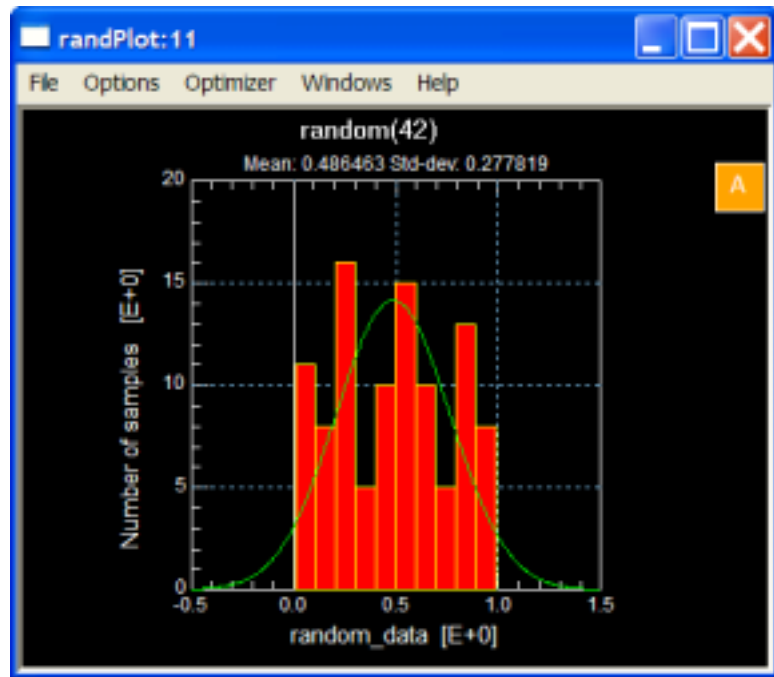 randPlot:11
File Options Optimizer Windows Help
random(42)
Mean: 0.486463 Std-dev: 0.277819
A
20
15
10
5
0
Number of samples [E+0]
-0.5 0.0 0.5 1.0 1.5
random_data [E+0]